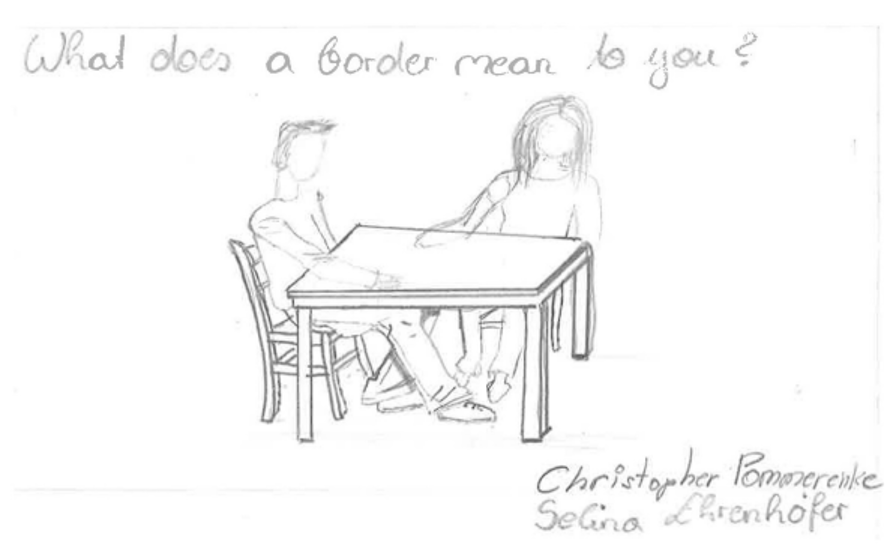 What does a border mean to you?
Christopher Pommerenke
Selina Ehrenhöfer